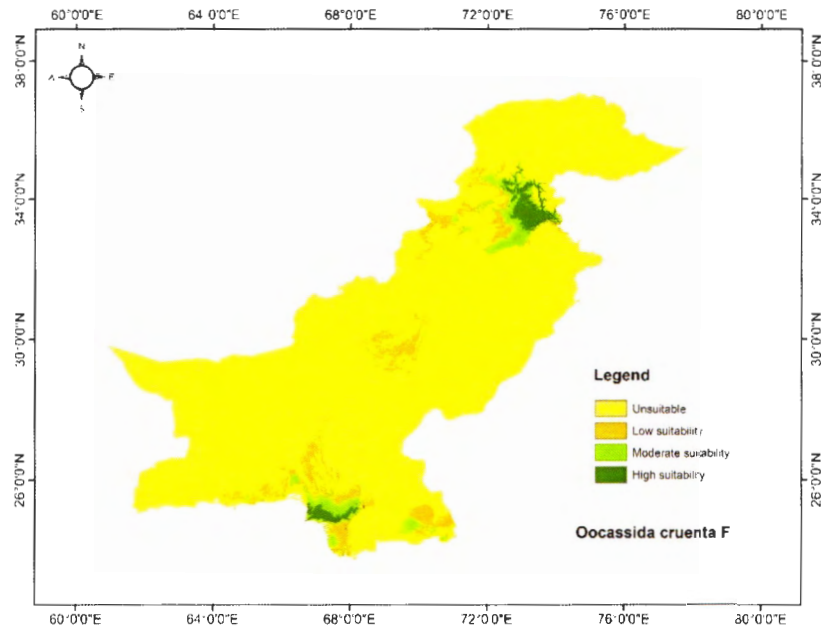 60°0'0"E 64°0'0"E 68°0'0"E 72°0'0"E 76°0'0"E 80°0'0"E
N
S
38°0'0"N 38°0'0"N
34°0'0"N 34°0'0"N
30°0'0"N 30°0'0"N
26°0'0"N 26°0'0"N
Legend
Unsuitable
Low suitability
Moderate suitability
High suitability
Oocassida cruenta F
60°0'0"E 64°0'0"E 68°0'0"E 72°0'0"E 76°0'0"E 80°0'0"E